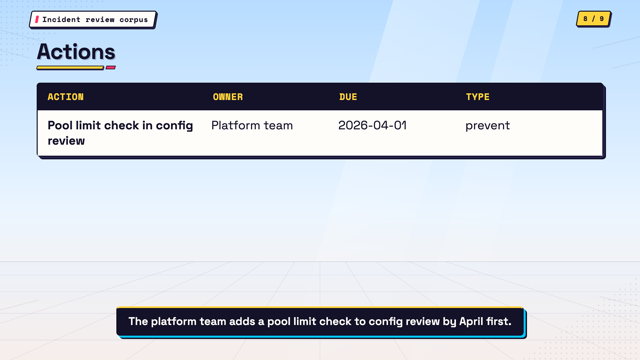 Incident review corpus
8 / 9
Actions
ACTION OWNER DUE TYPE
Pool limit check in config review Platform team 2026-04-01 prevent
The platform team adds a pool limit check to config review by April first.